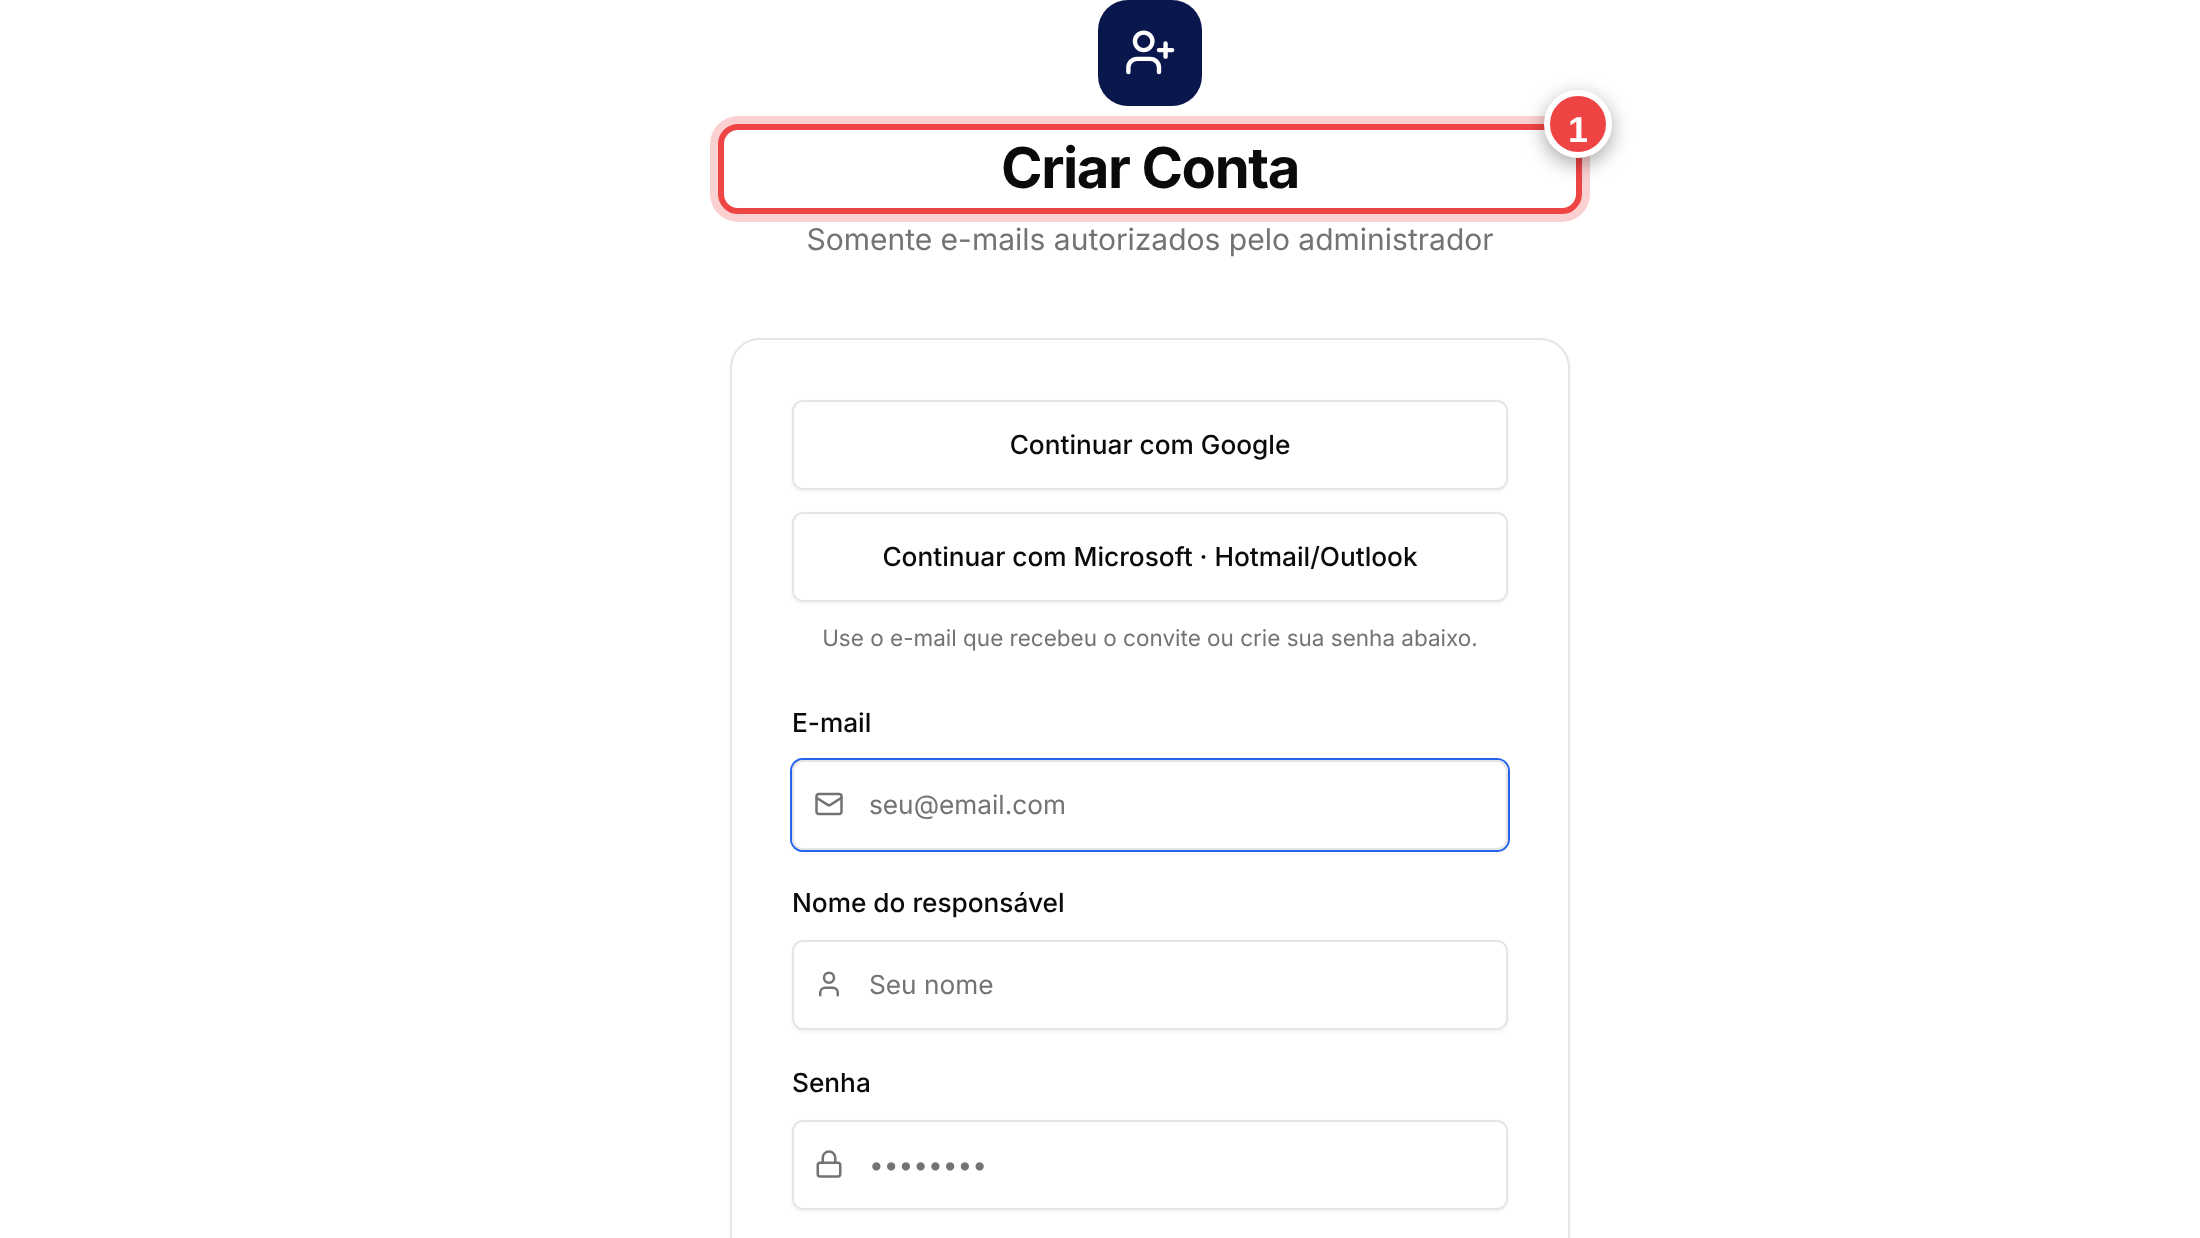 1
Criar Conta
Somente e-mails autorizados pelo administrador
Continuar com Google
Continuar com Microsoft · Hotmail/Outlook
Use o e-mail que recebeu o convite ou crie sua senha abaixo.
E-mail
seu@email.com
Nome do responsável
Seu nome
Senha
••••••••